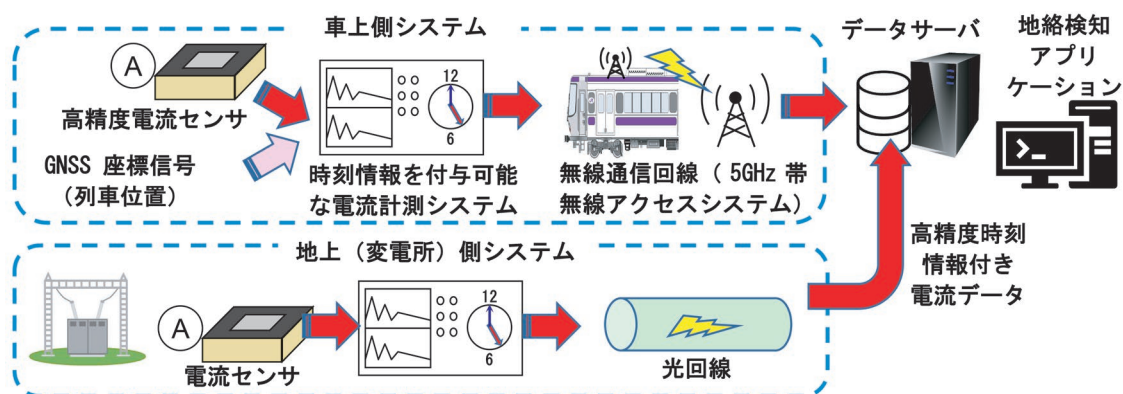 車上側システム
A
高精度電流センサ
GNSS 座標信号
（列車位置）
12
6
時刻情報を付与可能
な電流計測システム
無線通信回線（ 5GHz 帯
無線アクセスシステム）
データサーバ
地絡検知
アプリ
ケーション
>_
高精度時刻
情報付き
電流データ
地上（変電所）側システム
A
電流センサ
12
6
光回線